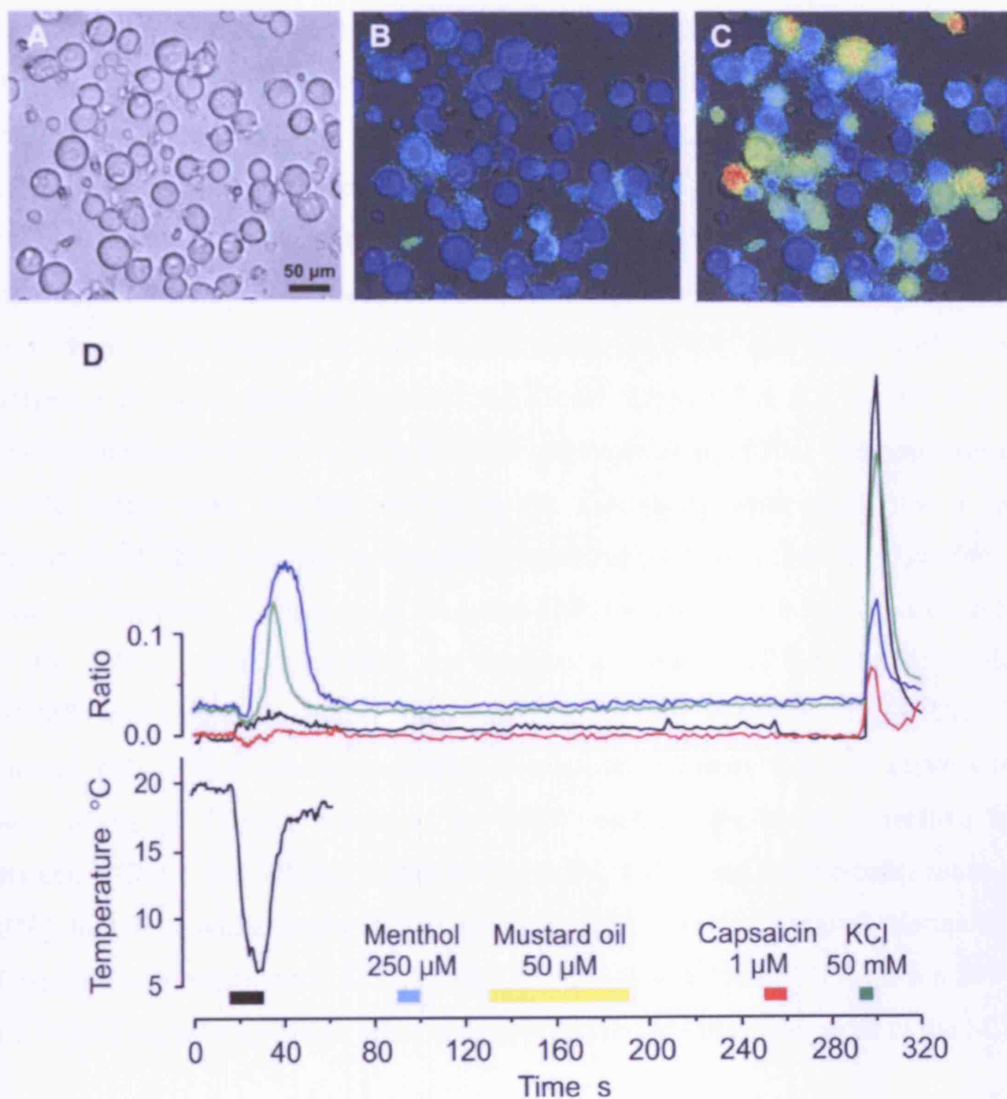 A
B
C
50 µm
D
Ratio
0.1
0.0
Temperature °C
20
15
10
5
Menthol
250 µM
Mustard oil
50 µM
Capsaicin
1 µM
KCl
50 mM
0 40 80 120 160 200 240 280 320
Time s